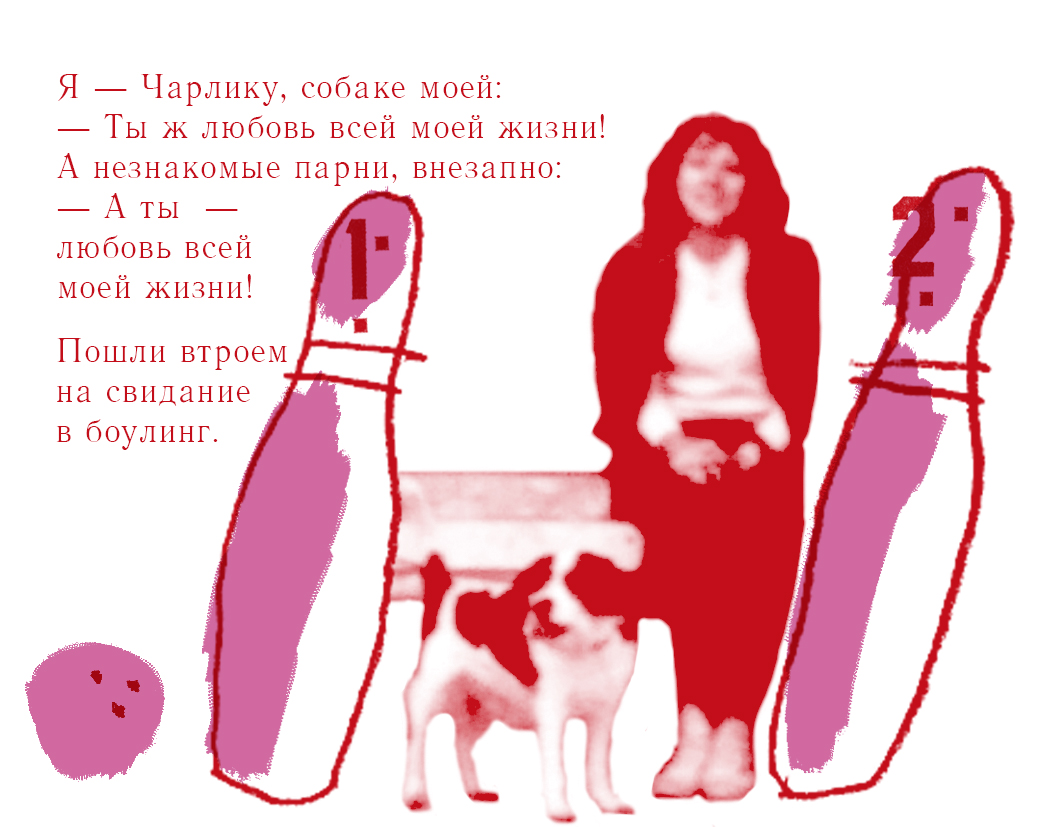 Я — Чарлику, собаке моей:
— Ты ж любовь всей моей жизни!
А незнакомые парни, внезапно:
— А ты —
любовь всей
моей жизни!
Пошли втроем
на свидание
в боулинг.
1
2